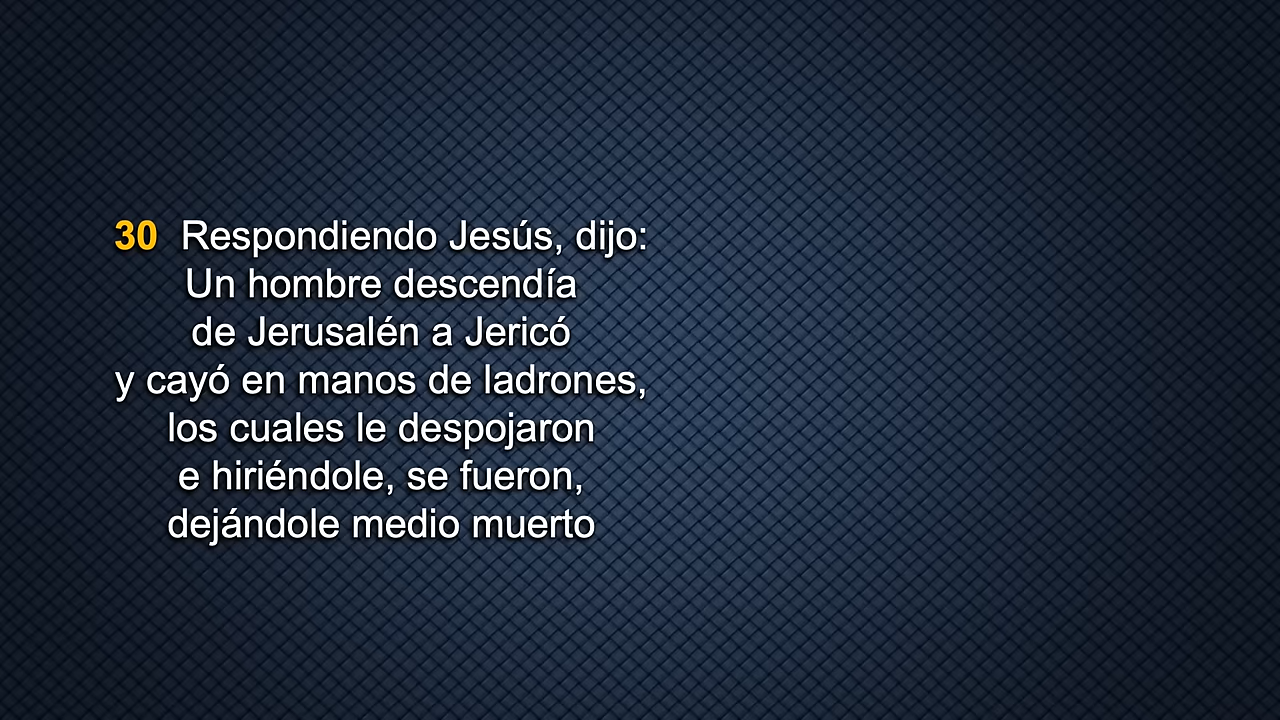 30 Respondiendo Jesús, dijo:
Un hombre descendía
de Jerusalén a Jericó
y cayó en manos de ladrones,
los cuales le despojaron
e hiriéndole, se fueron,
dejándole medio muerto